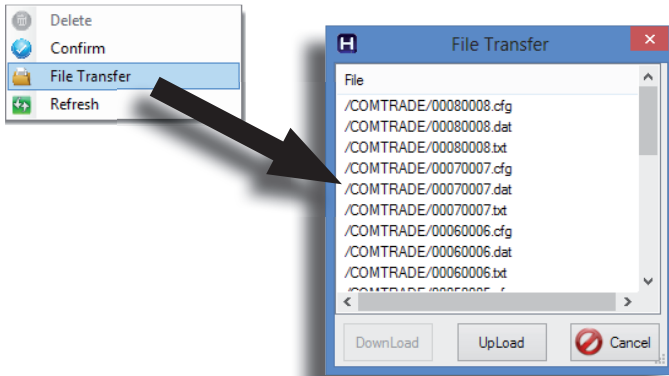 Delete
Confirm
File Transfer
Refresh
H File Transfer
File
/COMTRADE/00080008.cfg
/COMTRADE/00080008.dat
/COMTRADE/00080008.txt
/COMTRADE/00070007.cfg
/COMTRADE/00070007.dat
/COMTRADE/00070007.txt
/COMTRADE/00060006.cfg
/COMTRADE/00060006.dat
/COMTRADE/00060006.txt
DownLoad UpLoad Cancel